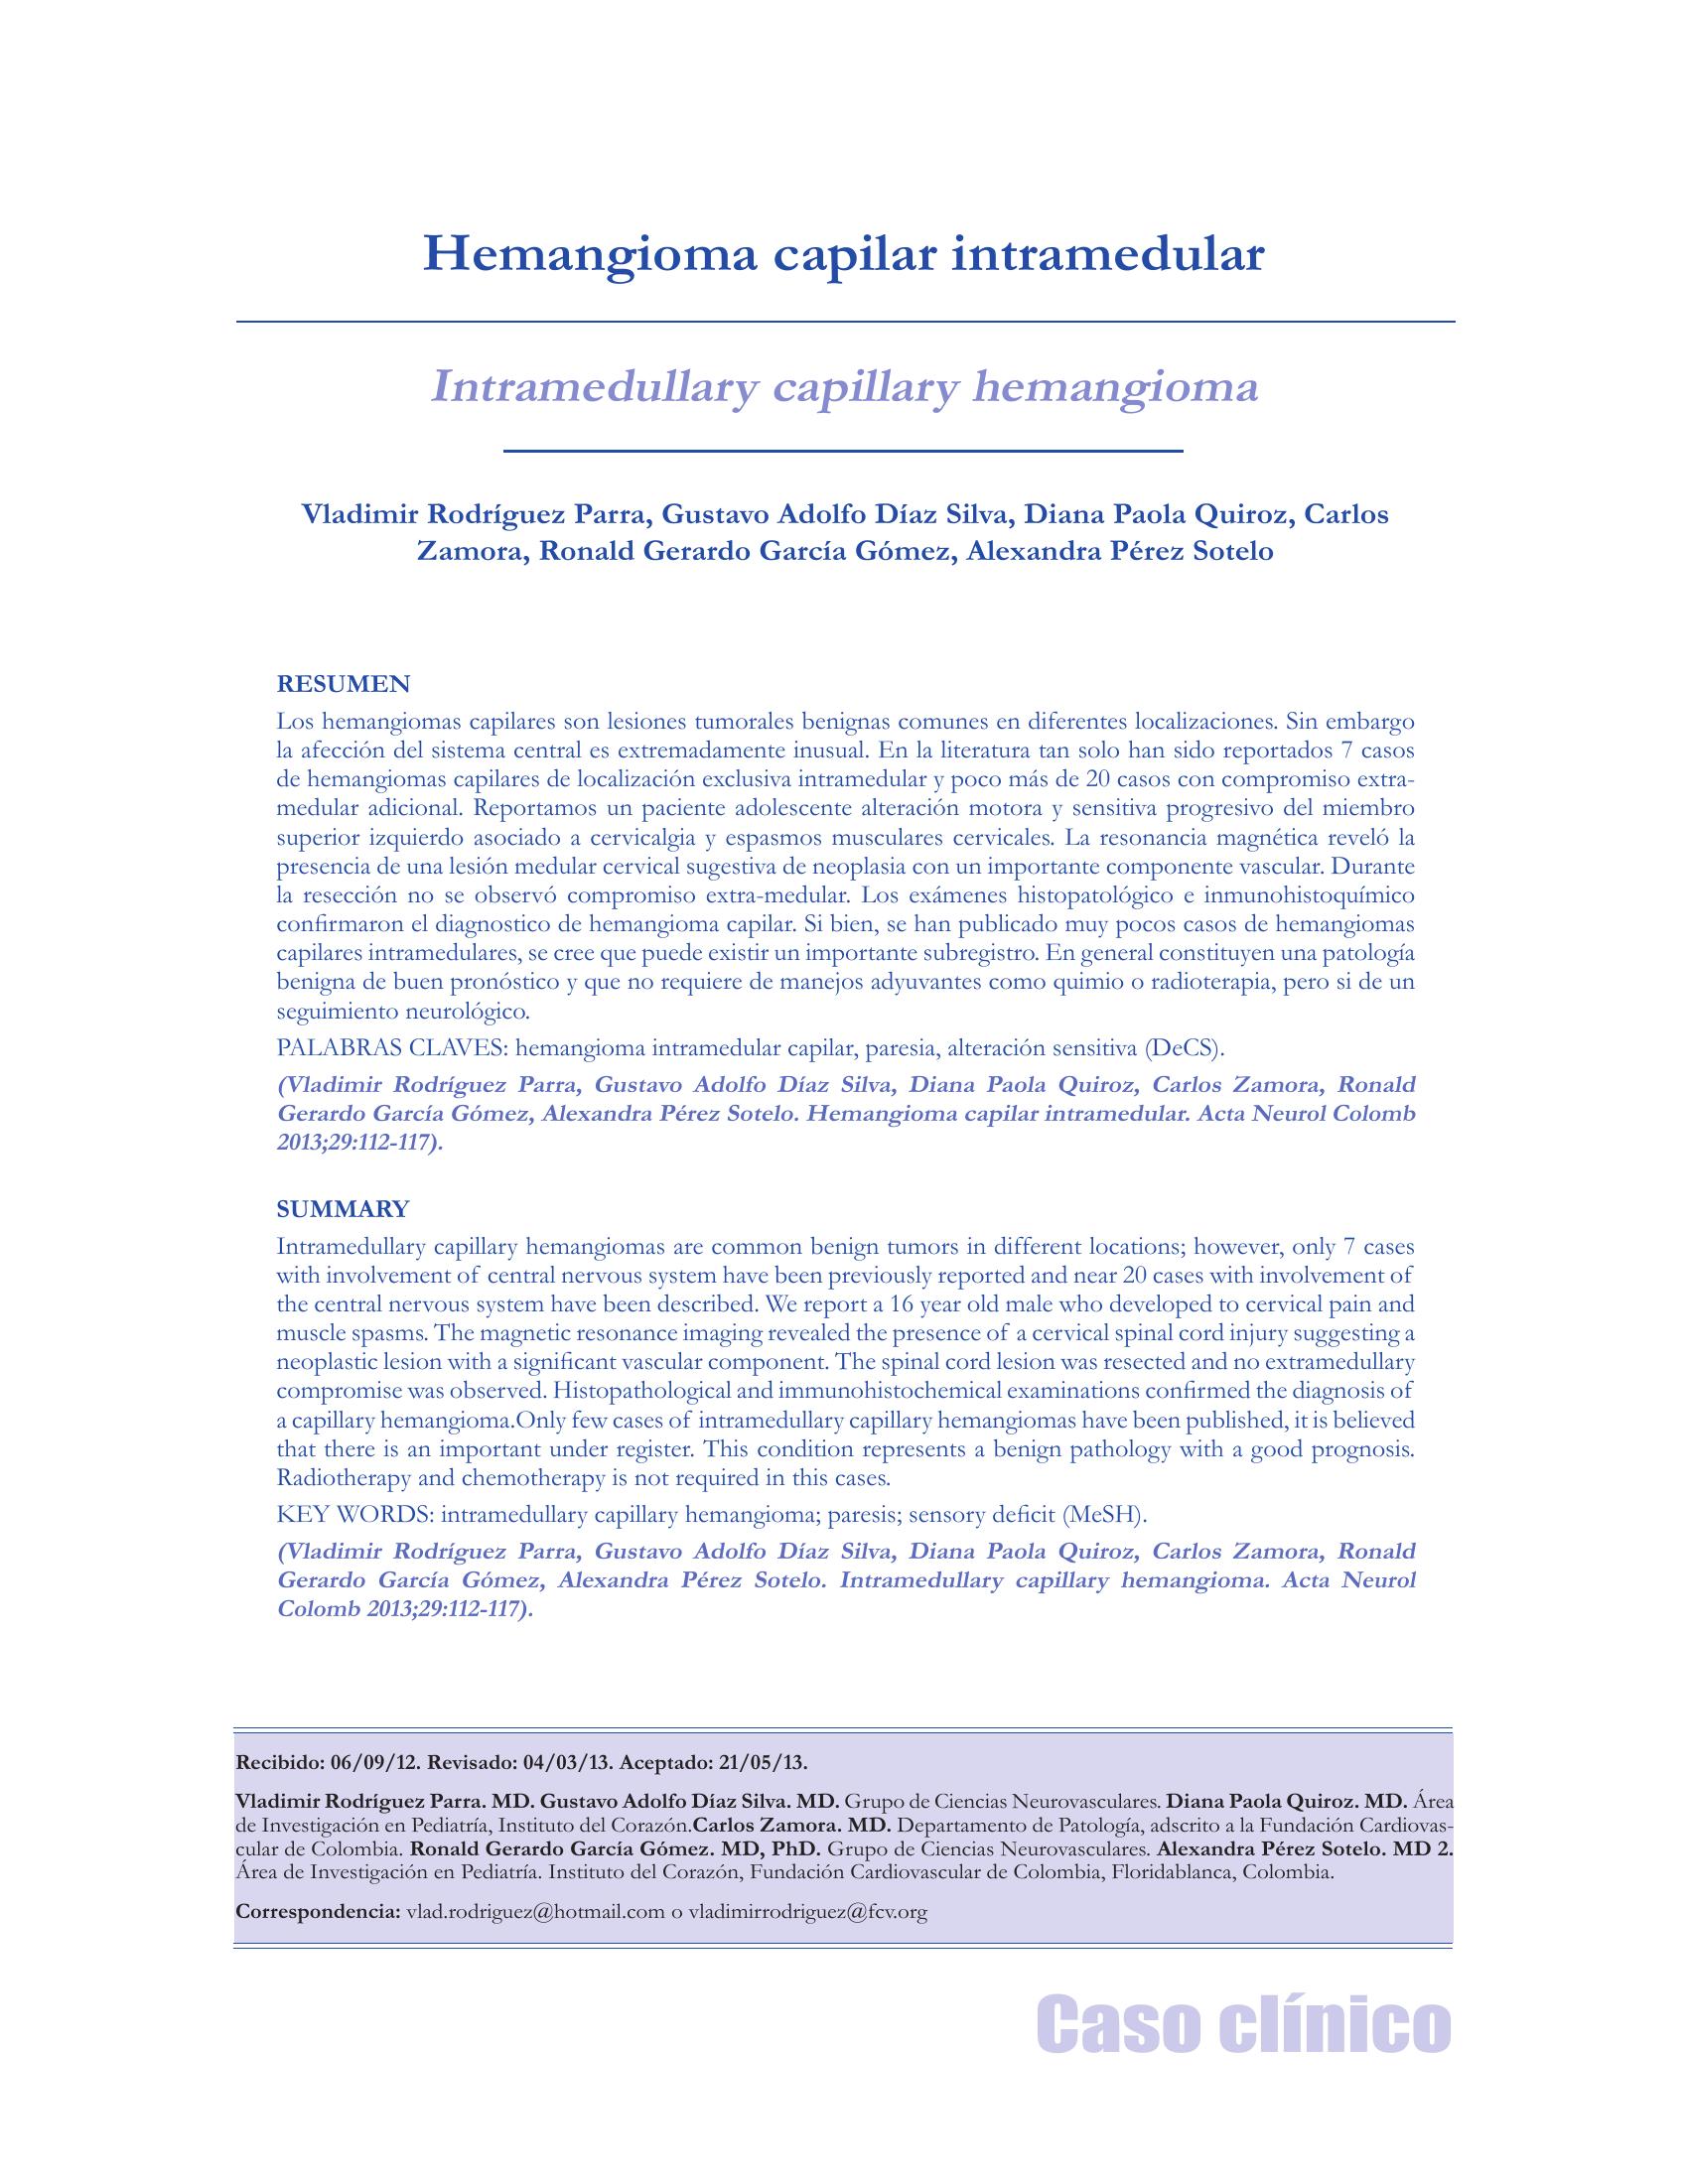 Hemangioma capilar intramedular
Intramedullary capillary hemangioma
Vladimir Rodríguez Parra, Gustavo Adolfo Díaz Silva, Diana Paola Quiroz, Carlos
Zamora, Ronald Gerardo García Gómez, Alexandra Pérez Sotelo
RESUMEN
Los hemangiomas capilares son lesiones tumorales benignas comunes en diferentes localizaciones. Sin embargo
la afección del sistema central es extremadamente inusual. En la literatura tan solo han sido reportados 7 casos
de hemangiomas capilares de localización exclusiva intramedular y poco más de 20 casos con compromiso extra-
medular adicional. Reportamos un paciente adolescente alteración motora y sensitiva progresivo del miembro
superior izquierdo asociado a cervicalgia y espasmos musculares cervicales. La resonancia magnética reveló la
presencia de una lesión medular cervical sugestiva de neoplasia con un importante componente vascular. Durante
la resección no se observó compromiso extra-medular. Los exámenes histopatológico e inmunohistoquímico
confirmaron el diagnostico de hemangioma capilar. Si bien, se han publicado muy pocos casos de hemangiomas
capilares intramedulares, se cree que puede existir un importante subregistro. En general constituyen una patología
benigna de buen pronóstico y que no requiere de manejos adyuvantes como quimio o radioterapia, pero si de un
seguimiento neurológico.
PALABRAS CLAVES: hemangioma intramedular capilar, paresia, alteración sensitiva (DeCS).
(Vladimir Rodríguez Parra, Gustavo Adolfo Díaz Silva, Diana Paola Quiroz, Carlos Zamora, Ronald
Gerardo García Gómez, Alexandra Pérez Sotelo. Hemangioma capilar intramedular. Acta Neurol Colomb
2013;29:112-117).
SUMMARY
Intramedullary capillary hemangiomas are common benign tumors in different locations; however, only 7 cases
with involvement of central nervous system have been previously reported and near 20 cases with involvement of
the central nervous system have been described. We report a 16 year old male who developed to cervical pain and
muscle spasms. The magnetic resonance imaging revealed the presence of a cervical spinal cord injury suggesting a
neoplastic lesion with a significant vascular component. The spinal cord lesion was resected and no extramedullary
compromise was observed. Histopathological and immunohistochemical examinations confirmed the diagnosis of
a capillary hemangioma.Only few cases of intramedullary capillary hemangiomas have been published, it is believed
that there is an important under register. This condition represents a benign pathology with a good prognosis.
Radiotherapy and chemotherapy is not required in this cases.
KEY WORDS: intramedullary capillary hemangioma; paresis; sensory deficit (MeSH).
(Vladimir Rodríguez Parra, Gustavo Adolfo Díaz Silva, Diana Paola Quiroz, Carlos Zamora, Ronald
Gerardo García Gómez, Alexandra Pérez Sotelo. Intramedullary capillary hemangioma. Acta Neurol
Colomb 2013;29:112-117).
Recibido: 06/09/12. Revisado: 04/03/13. Aceptado: 21/05/13.
Vladimir Rodríguez Parra. MD. Gustavo Adolfo Díaz Silva. MD. Grupo de Ciencias Neurovasculares. Diana Paola Quiroz. MD. Área
de Investigación en Pediatría, Instituto del Corazón.Carlos Zamora. MD. Departamento de Patología, adscrito a la Fundación Cardiovas-
cular de Colombia. Ronald Gerardo García Gómez. MD, PhD. Grupo de Ciencias Neurovasculares. Alexandra Pérez Sotelo. MD 2.
Área de Investigación en Pediatría. Instituto del Corazón, Fundación Cardiovascular de Colombia, Floridablanca, Colombia.
Correspondencia: vlad.rodriguez@hotmail.com o vladimirrodriguez@fcv.org
Caso clínico